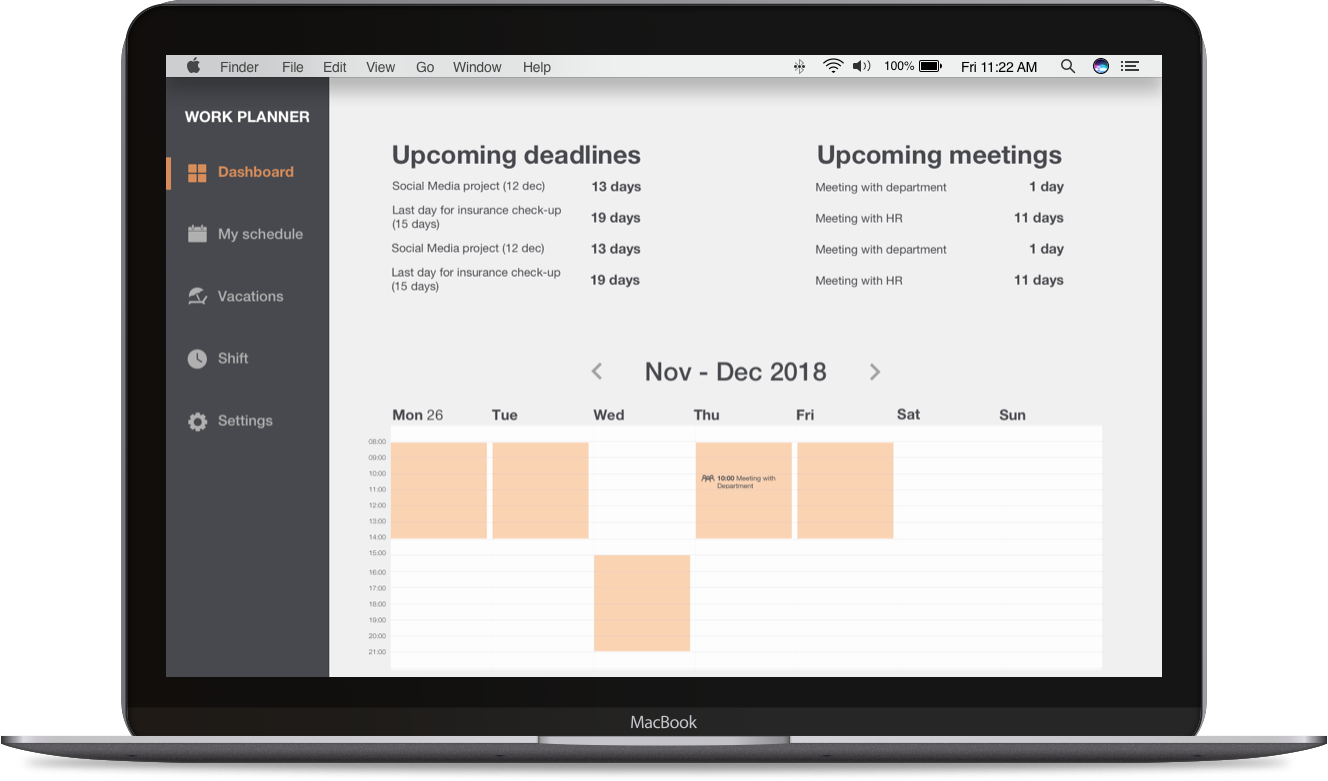 Finder File Edit View Go Window Help 100% Fri 11:22 AM
WORK PLANNER
Dashboard
My schedule
Vacations
Shift
Settings
Upcoming deadlines
Social Media project (12 dec) 13 days
Last day for insurance check-up
(15 days)
19 days
Social Media project (12 dec) 13 days
Last day for insurance check-up
(15 days)
19 days
Upcoming meetings
Meeting with department 1 day
Meeting with HR 11 days
Meeting with department 1 day
Meeting with HR 11 days
Nov - Dec 2018
Mon 26 Tue Wed Thu Fri Sat Sun
08:00
09:00
10:00
11:00
12:00
13:00
14:00
15:00
16:00
17:00
18:00
19:00
20:00
21:00
10:00 Meeting with
Department
MacBook